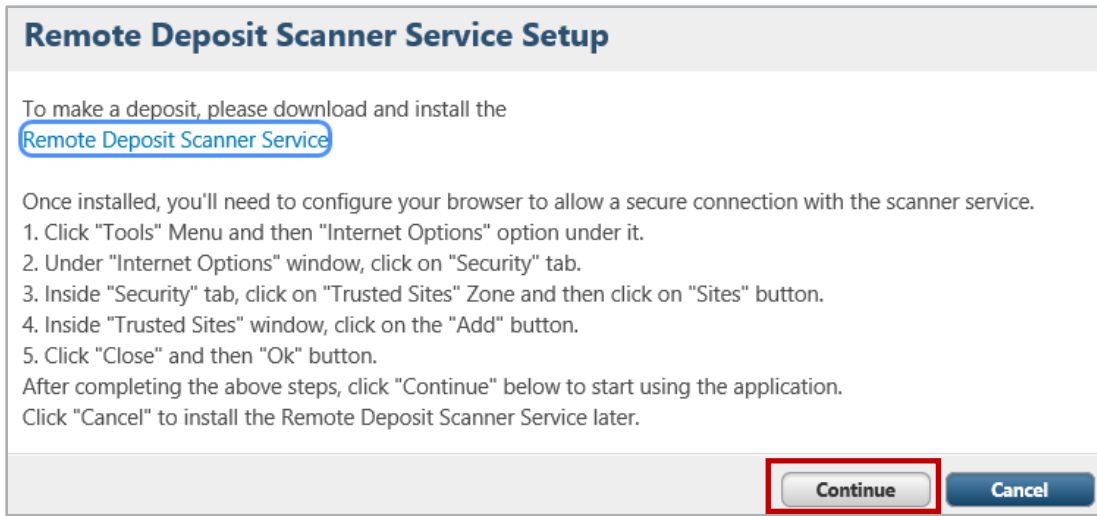 Remote Deposit Scanner Service Setup
To make a deposit, please download and install the
Remote Deposit Scanner Service
Once installed, you'll need to configure your browser to allow a secure connection with the scanner service.
1. Click "Tools" Menu and then "Internet Options" option under it.
2. Under "Internet Options" window, click on "Security" tab.
3. Inside "Security" tab, click on "Trusted Sites" Zone and then click on "Sites" button.
4. Inside "Trusted Sites" window, click on the "Add" button.
5. Click "Close" and then "Ok" button.
After completing the above steps, click "Continue" below to start using the application.
Click "Cancel" to install the Remote Deposit Scanner Service later.
Continue Cancel